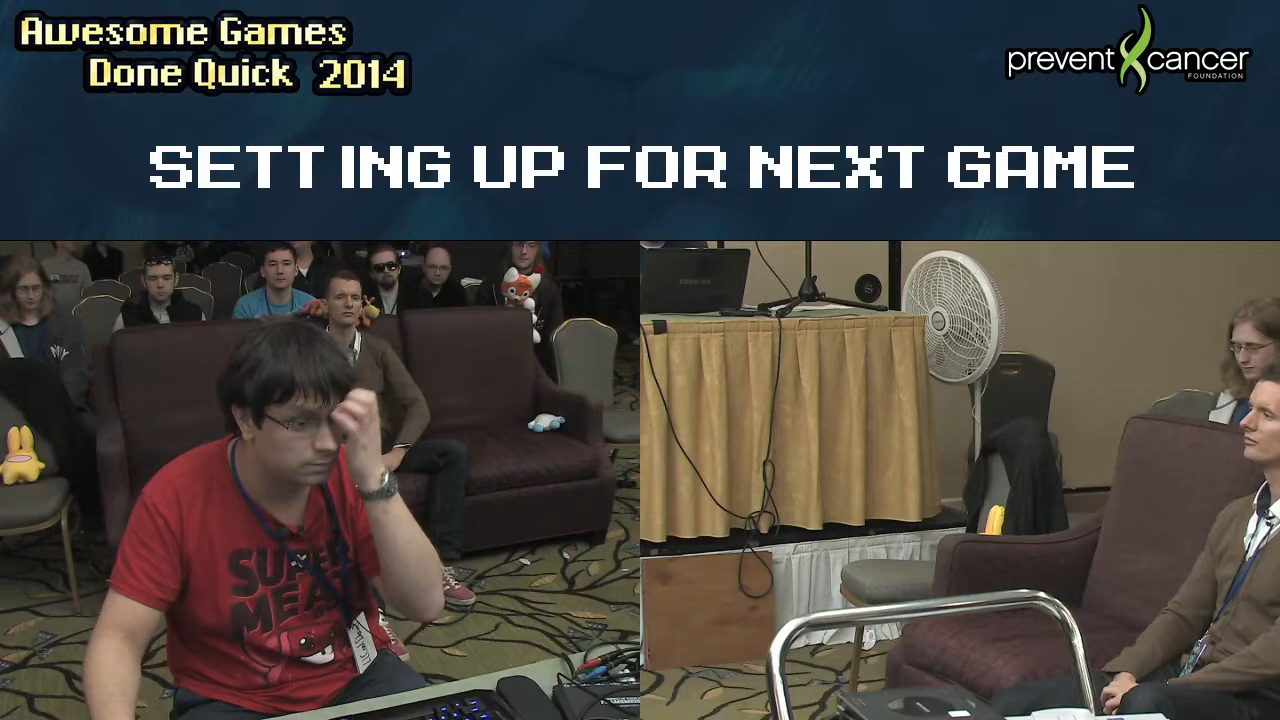 Awesome Games
Done Quick 2014
prevent cancer
FOUNDATION
SETTING UP FOR NEXT GAME
SUPER
MEAT